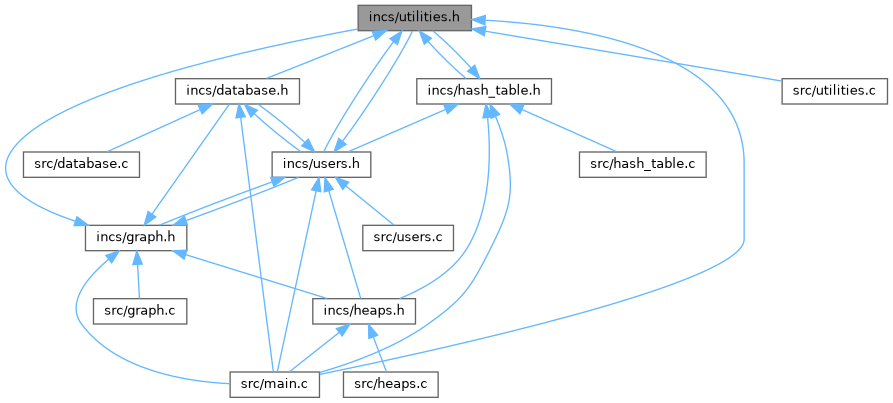 incs/utilities.h
incs/database.h
incs/hash_table.h
src/utilities.c
src/database.c
incs/users.h
src/hash_table.c
incs/graph.h
src/users.c
src/graph.c
incs/heaps.h
src/main.c
src/heaps.c